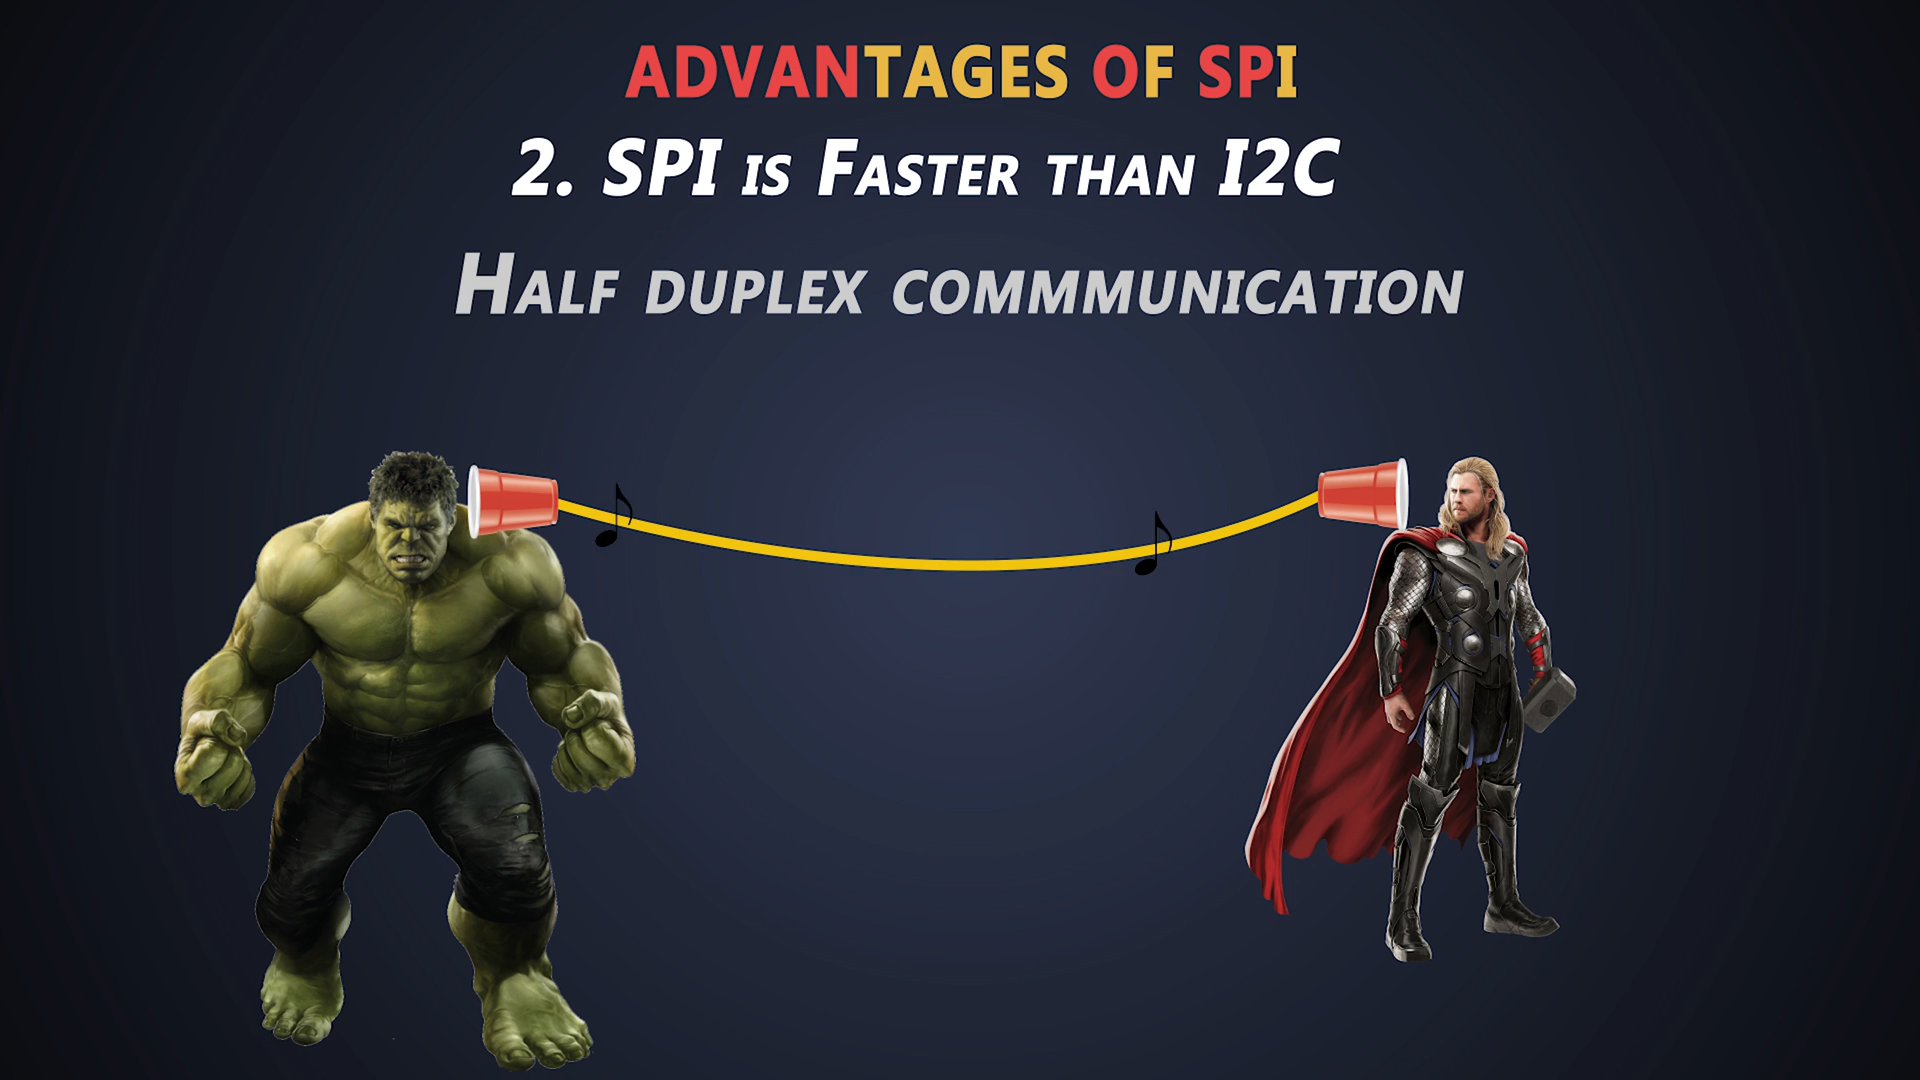 ADVANTAGES OF SPI
2. SPI IS FASTER THAN I2C
HALF DUPLEX COMMMUNICATION